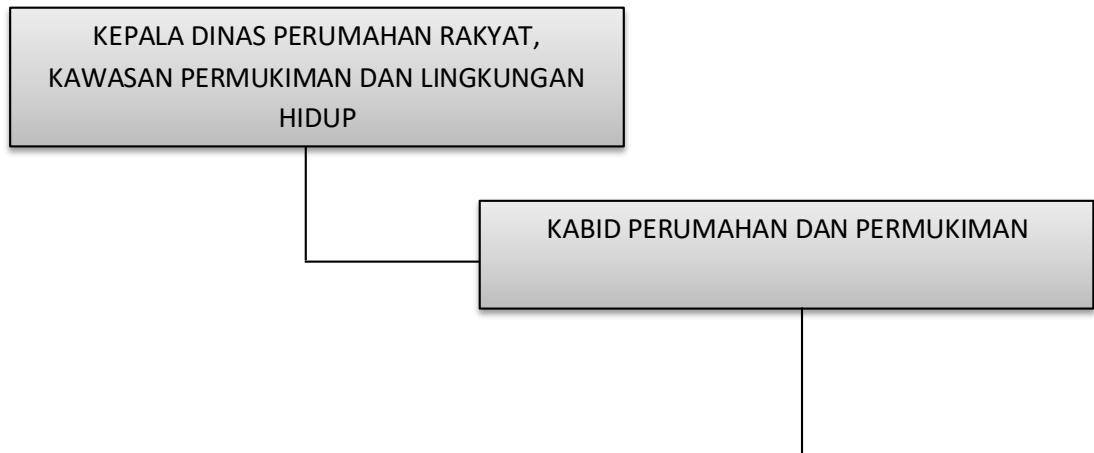 KEPALA DINAS PERUMAHAN RAKYAT,
KAWASAN PERMUKIMAN DAN LINGKUNGAN
HIDUP
KABID PERUMAHAN DAN PERMUKIMAN